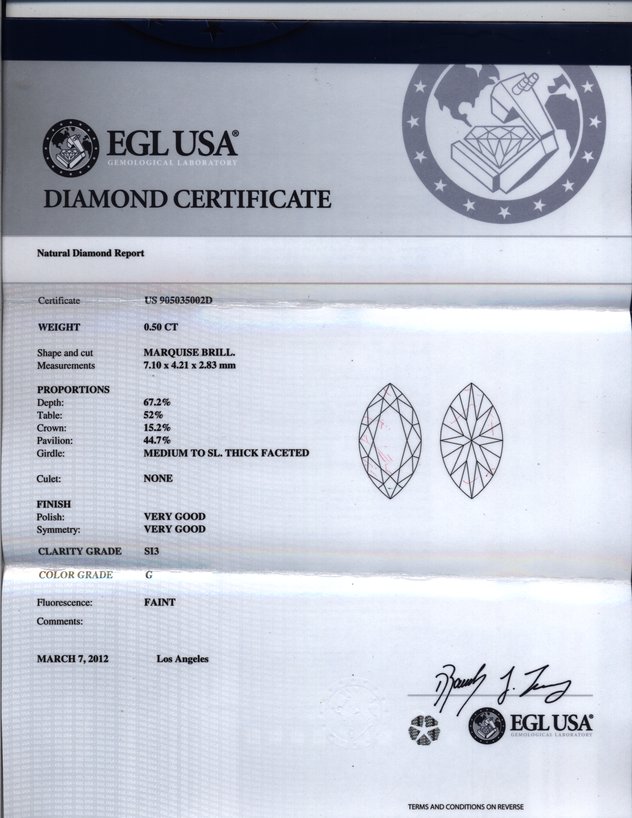 EGL USA®
GEMOLOGICAL LABORATORY
DIAMOND CERTIFICATE
Natural Diamond Report
Certificate US 905035002D
WEIGHT 0.50 CT
Shape and cut MARQUISE BRILL.
Measurements 7.10 x 4.21 x 2.83 mm
PROPORTIONS
Depth: 67.2%
Table: 52%
Crown: 15.2%
Pavilion: 44.7%
Girdle: MEDIUM TO SL. THICK FACETED
Culet: NONE
FINISH
Polish: VERY GOOD
Symmetry: VERY GOOD
CLARITY GRADE SI3
COLOR GRADE G
Fluorescence: FAINT
Comments:
MARCH 7, 2012 Los Angeles
EGL USA®
GEMOLOGICAL LABORATORY
TERMS AND CONDITIONS ON REVERSE